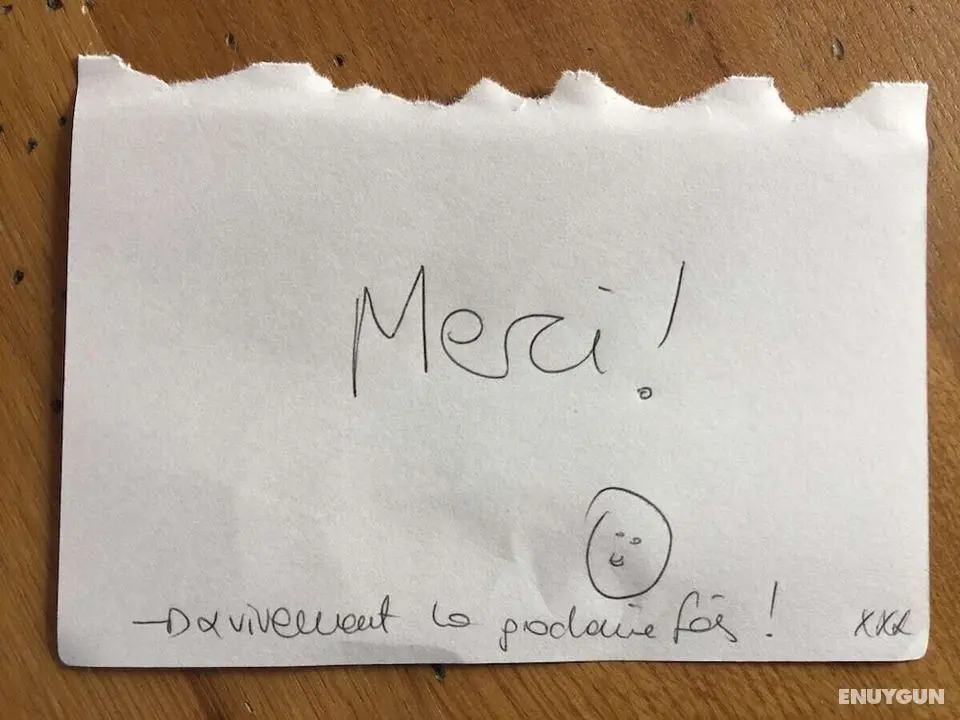 Merci !
→ vivement la prochaine fois ! xxx
ENUYGUN